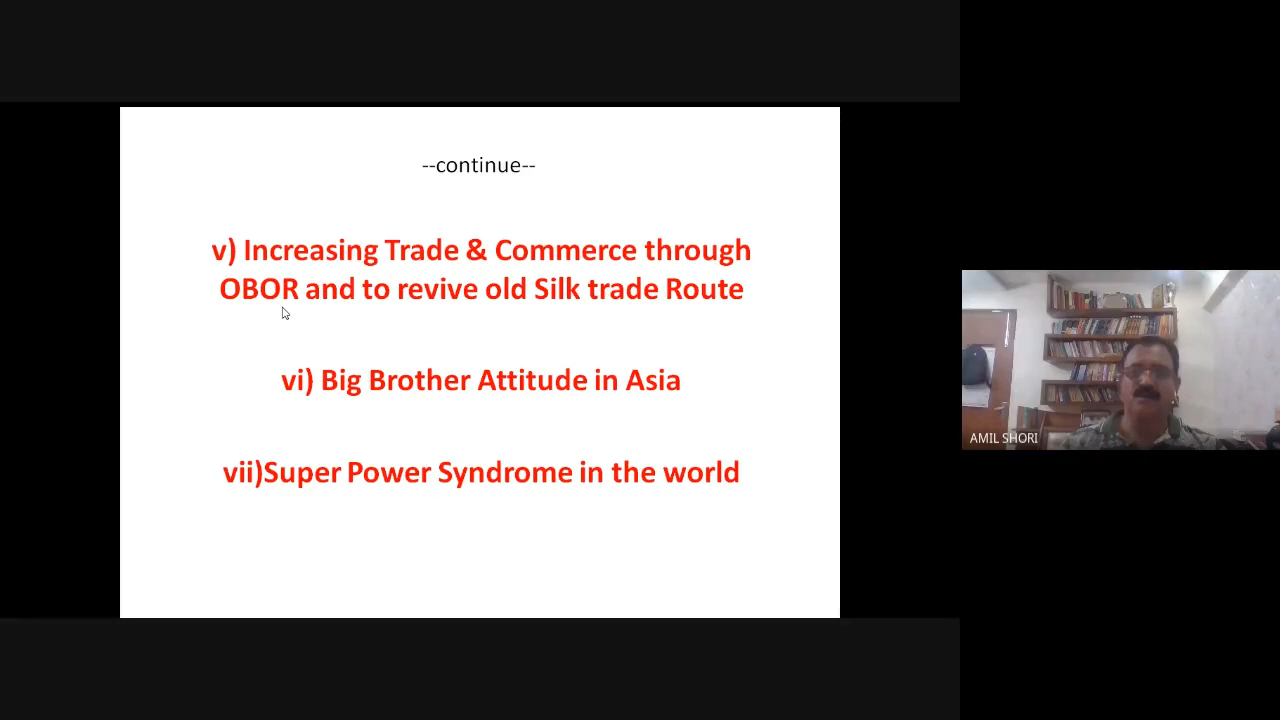 --continue--
v) Increasing Trade & Commerce through
OBOR and to revive old Silk trade Route
vi) Big Brother Attitude in Asia
vii)Super Power Syndrome in the world
AMIL SHORI